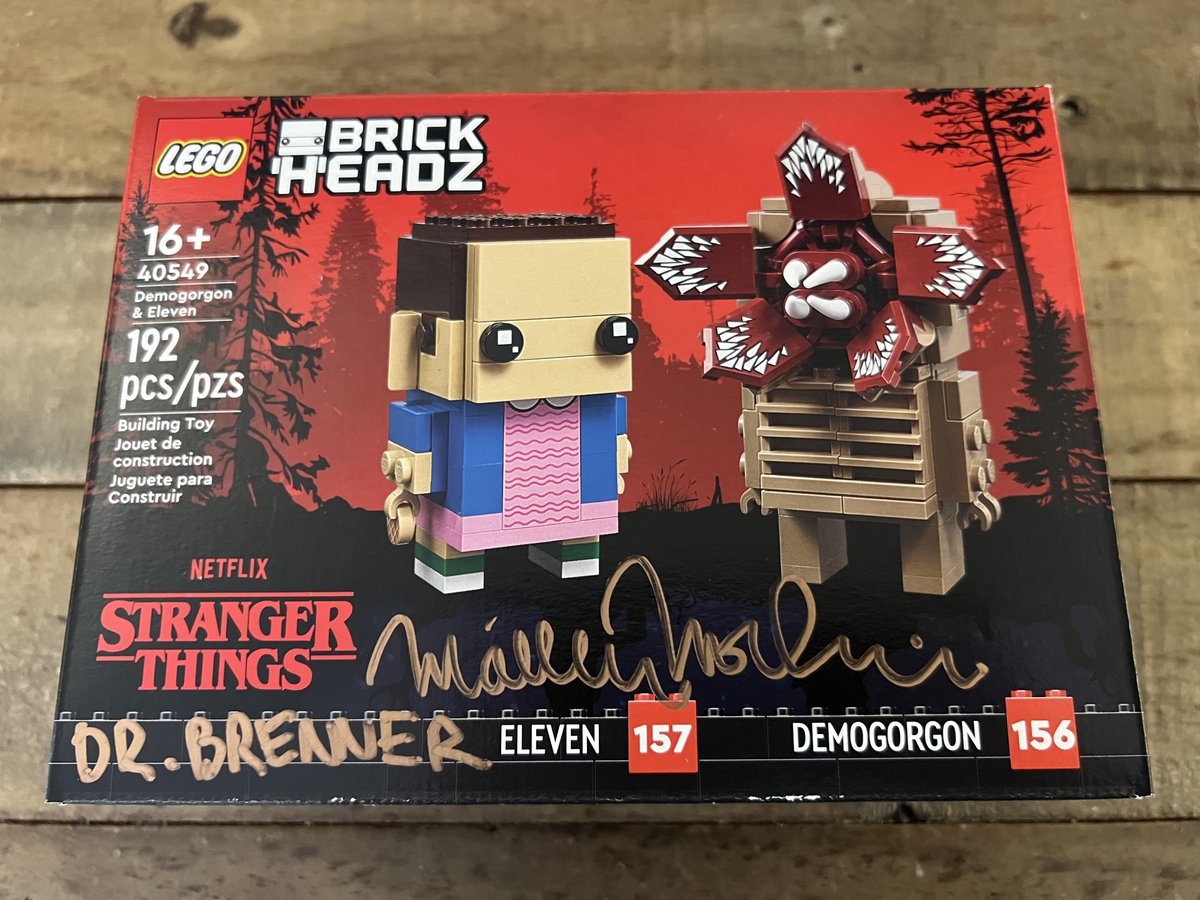 LEGO BRICK
'H'EADZ
16+
40549
Demogorgon
& Eleven
192
pcs/pzs
Building Toy
Jouet de
construction
Juguete para
Construir
NETFLIX
STRANGER
THINGS
DR. BRENNER ELEVEN 157 DEMOGORGON 156